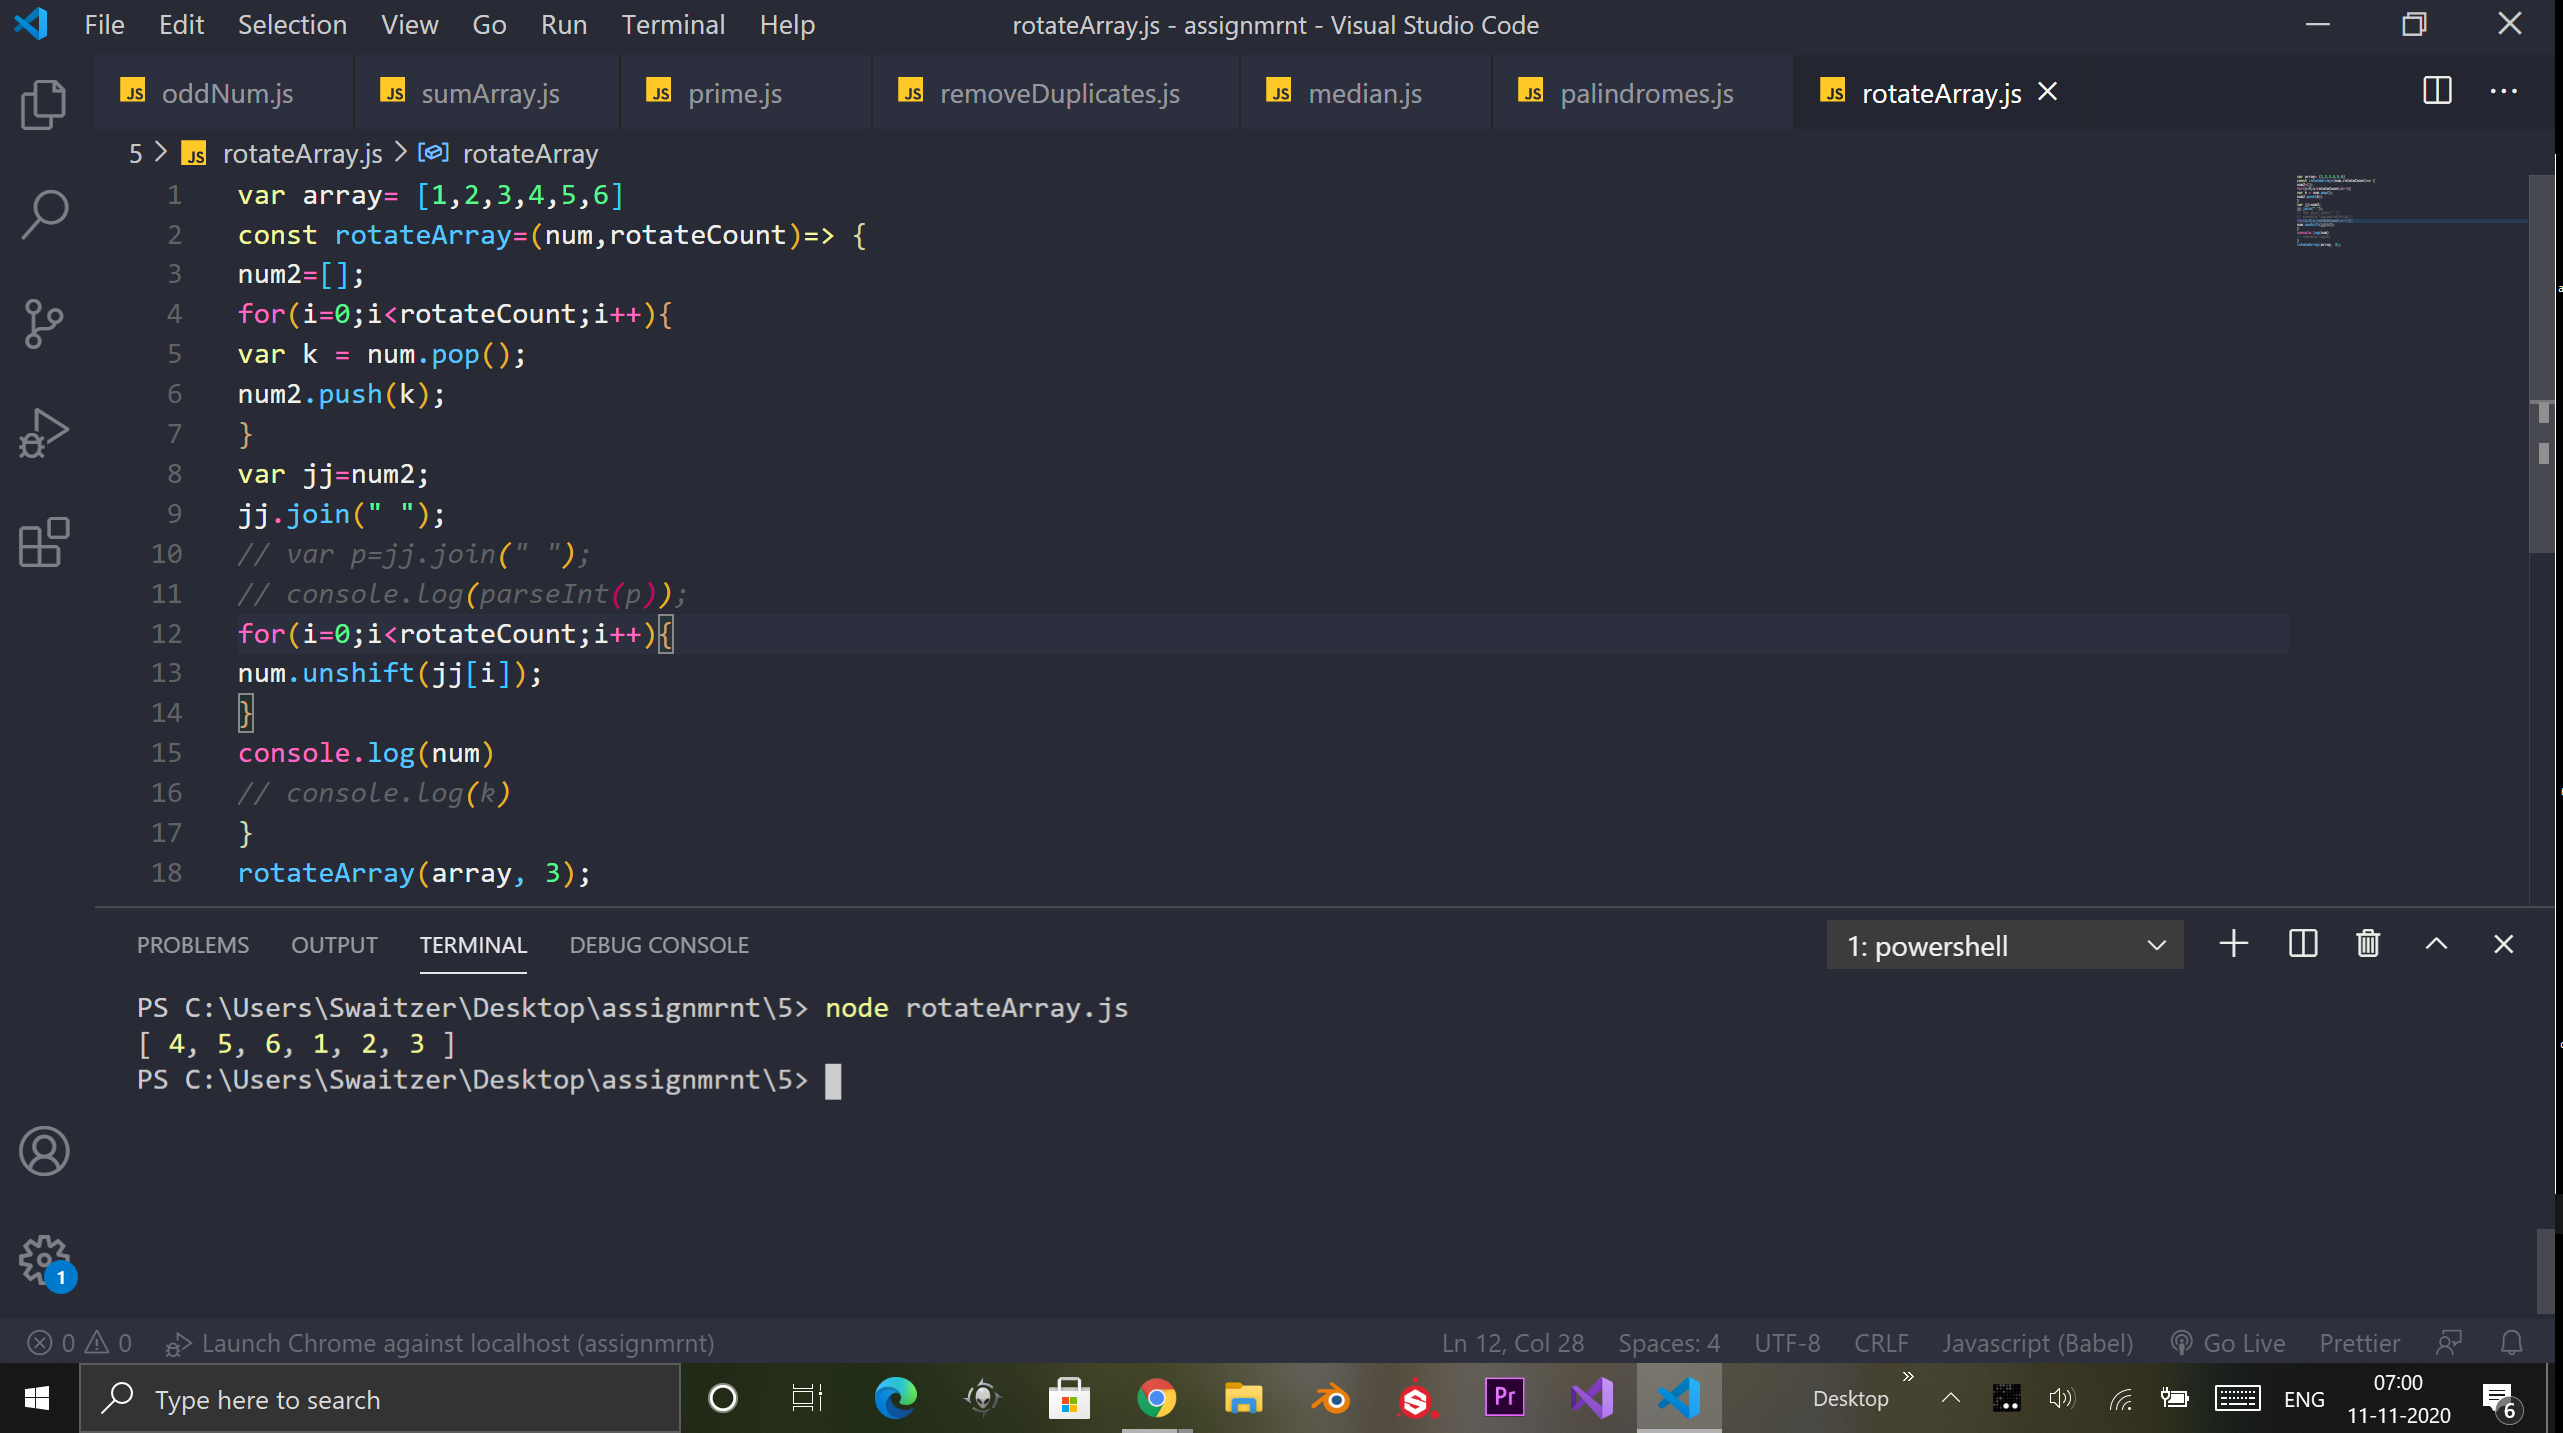 File Edit Selection View Go Run Terminal Help rotateArray.js - assignmrnt - Visual Studio Code
JS oddNum.js JS sumArray.js JS prime.js JS removeDuplicates.js JS median.js JS palindromes.js JS rotateArray.js
5 > JS rotateArray.js > rotateArray
1 var array= [1,2,3,4,5,6]
2 const rotateArray=(num,rotateCount)=> {
3 num2=[];
4 for(i=0;i<rotateCount;i++){
5 var k = num.pop();
6 num2.push(k);
7 }
8 var jj=num2;
9 jj.join(" ");
10 // var p=jj.join(" ");
11 // console.log(parseInt(p));
12 for(i=0;i<rotateCount;i++){
13 num.unshift(jj[i]);
14 }
15 console.log(num)
16 // console.log(k)
17 }
18 rotateArray(array, 3);
PROBLEMS OUTPUT TERMINAL DEBUG CONSOLE 1: powershell
PS C:\Users\Swaitzer\Desktop\assignmrnt\5> node rotateArray.js
[ 4, 5, 6, 1, 2, 3 ]
PS C:\Users\Swaitzer\Desktop\assignmrnt\5>
1
0 0 Launch Chrome against localhost (assignmrnt) Ln 12, Col 28 Spaces: 4 UTF-8 CRLF Javascript (Babel) Go Live Prettier
Type here to search Pr Desktop ENG 07:00
11-11-2020 6